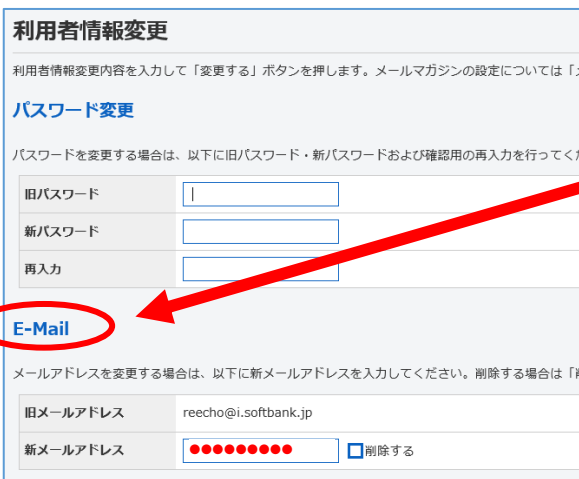 利用者情報変更
利用者情報変更内容を入力して「変更する」ボタンを押します。メールマガジンの設定については「
パスワード変更
パスワードを変更する場合は、以下に旧パスワード・新パスワードおよび確認用の再入力を行ってく
旧パスワード
新パスワード
再入力
E-Mail
メールアドレスを変更する場合は、以下に新メールアドレスを入力してください。削除する場合は「
旧メールアドレス reecho@i.softbank.jp
新メールアドレス ●●●●●●●●● 削除する